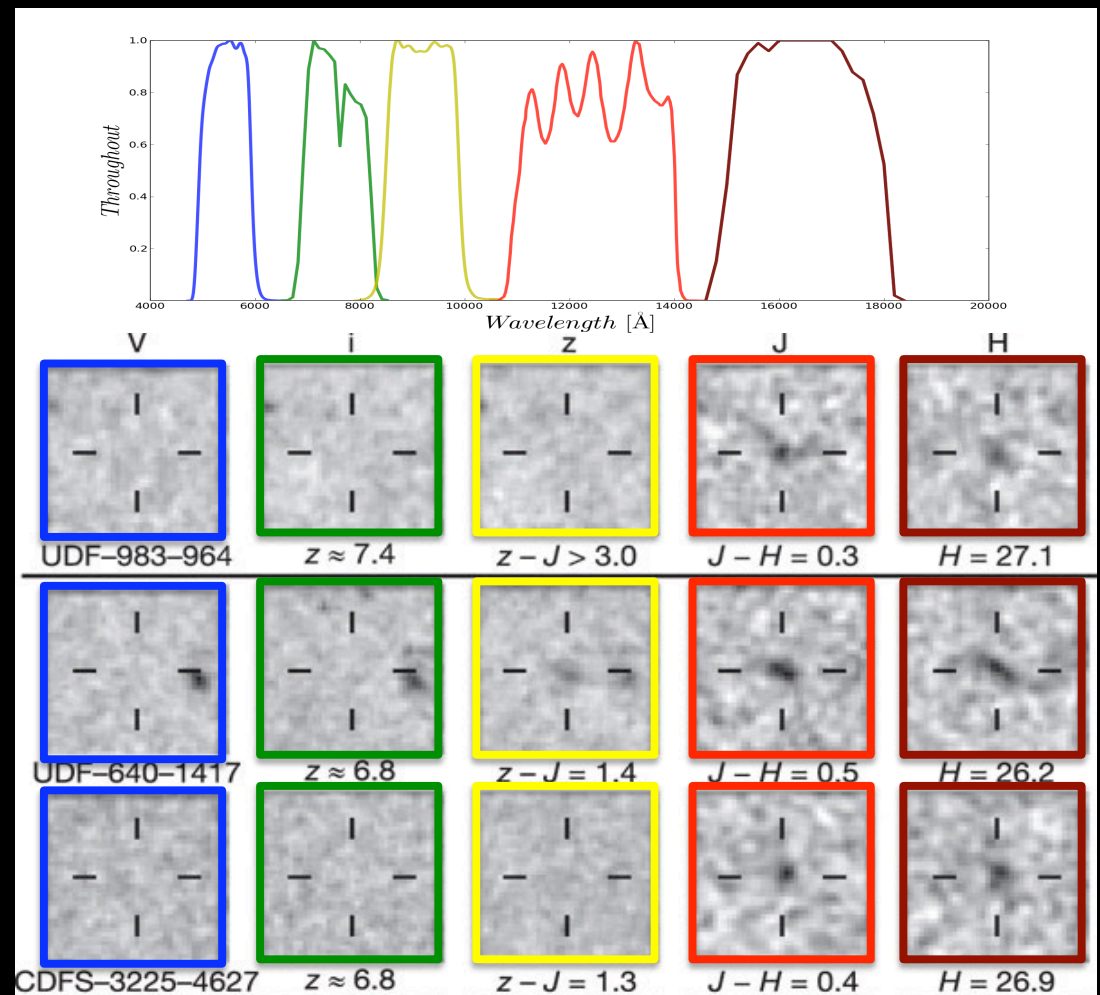 1.0
0.8
0.6
0.4
0.2
Throughout
4000 6000 8000 10000 12000 14000 16000 18000 20000
Wavelength [Å]
V i z J H
UDF–983–964 z ≈ 7.4 z – J > 3.0 J – H = 0.3 H = 27.1
UDF–640–1417 z ≈ 6.8 z – J = 1.4 J – H = 0.5 H = 26.2
CDFS–3225–4627 z ≈ 6.8 z – J = 1.3 J – H = 0.4 H = 26.9